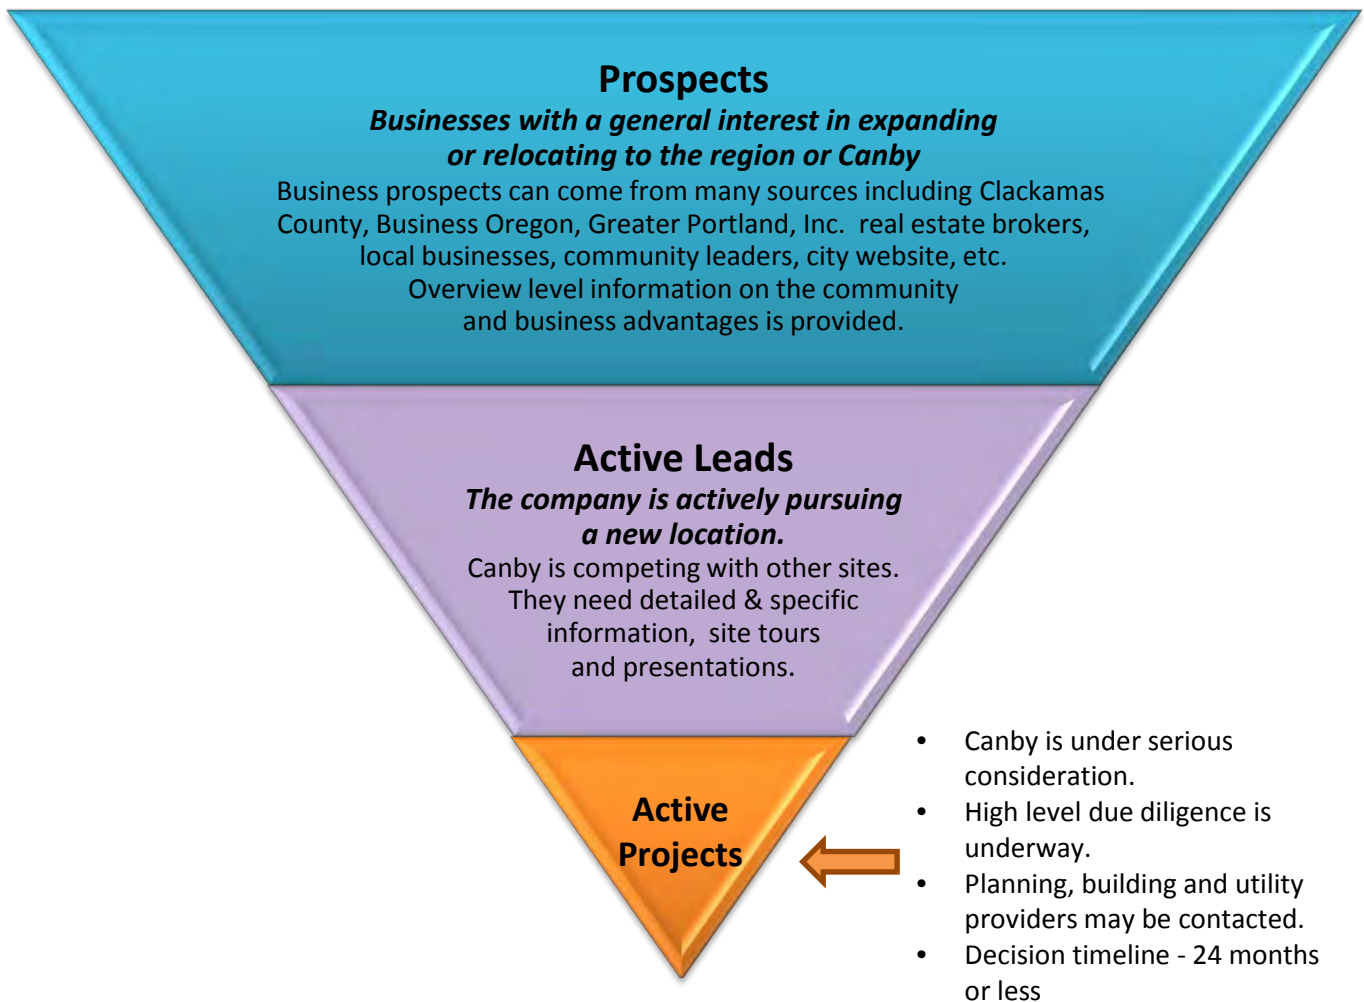 Prospects
Businesses with a general interest in expanding
or relocating to the region or Canby
Business prospects can come from many sources including Clackamas
County, Business Oregon, Greater Portland, Inc.  real estate brokers,
local businesses, community leaders, city website, etc.
Overview level information on the community
and business advantages is provided.
Active Leads
The company is actively pursuing
a new location.
Canby is competing with other sites.
They need detailed & specific
information,  site tours
and presentations.
Active
Projects
• Canby is under serious
consideration.
• High level due diligence is
underway.
• Planning, building and utility
providers may be contacted.
• Decision timeline - 24 months
or less